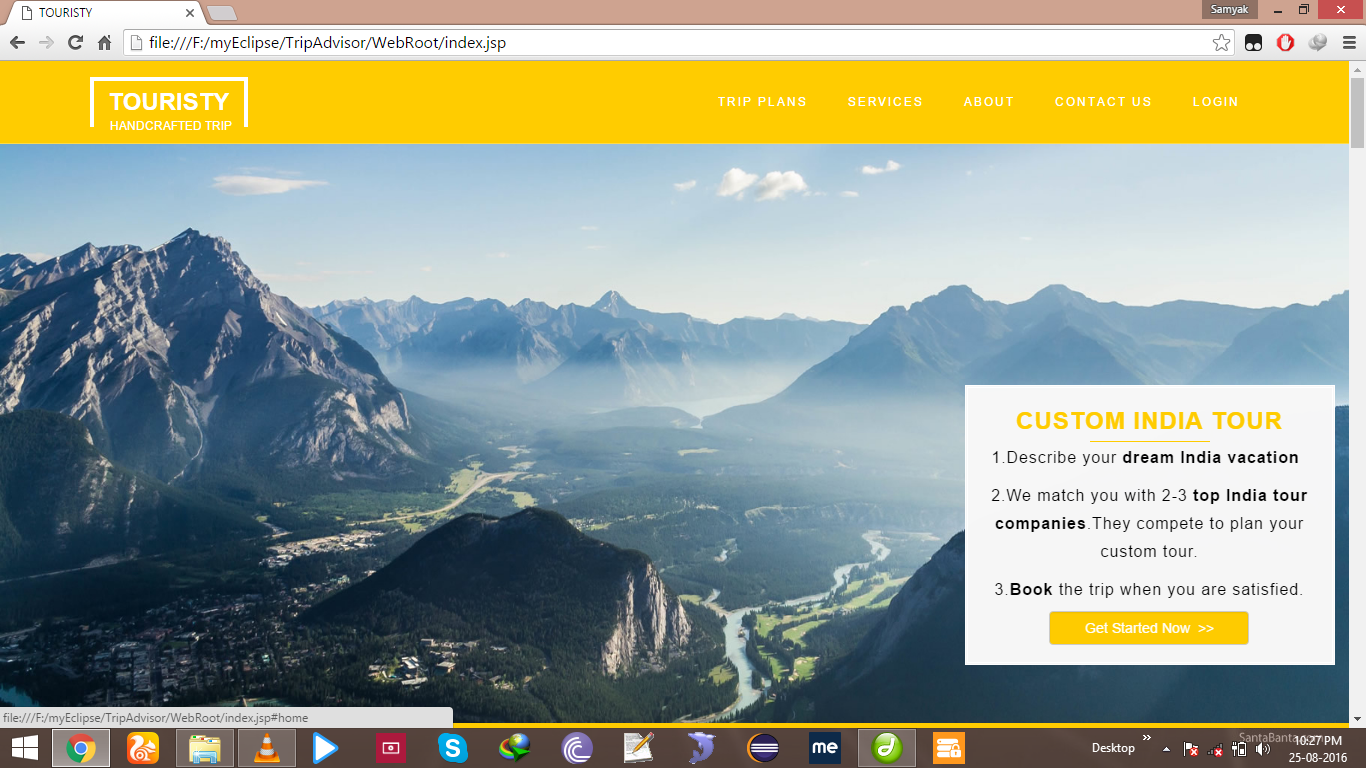 TOURISTY
Samyak
file:///F:/myEclipse/TripAdvisor/WebRoot/index.jsp
TOURISTY
HANDCRAFTED TRIP
TRIP PLANS
SERVICES
ABOUT
CONTACT US
LOGIN
CUSTOM INDIA TOUR
1.Describe your dream India vacation
2.We match you with 2-3 top India tour
companies.They compete to plan your
custom tour.
3.Book the trip when you are satisfied.
Get Started Now >>
file:///F:/myEclipse/TripAdvisor/WebRoot/index.jsp#home
me
Desktop
10:27 PM
25-08-2016